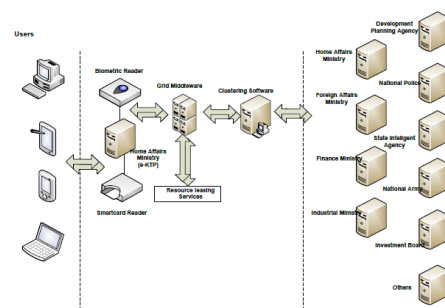 Users
Biometric Reader
Home Affairs
Ministry
(e-KTP)
Smartcard Reader
Grid Middleware
Resource leasing
Services
Clustering Software
Development
Planning Agency
Home Affairs
Ministry
National Police
Foreign Affairs
Ministry
State Inteligent
Agency
Finance Ministry
National Army
Industrial Ministry
Investment Board
Others